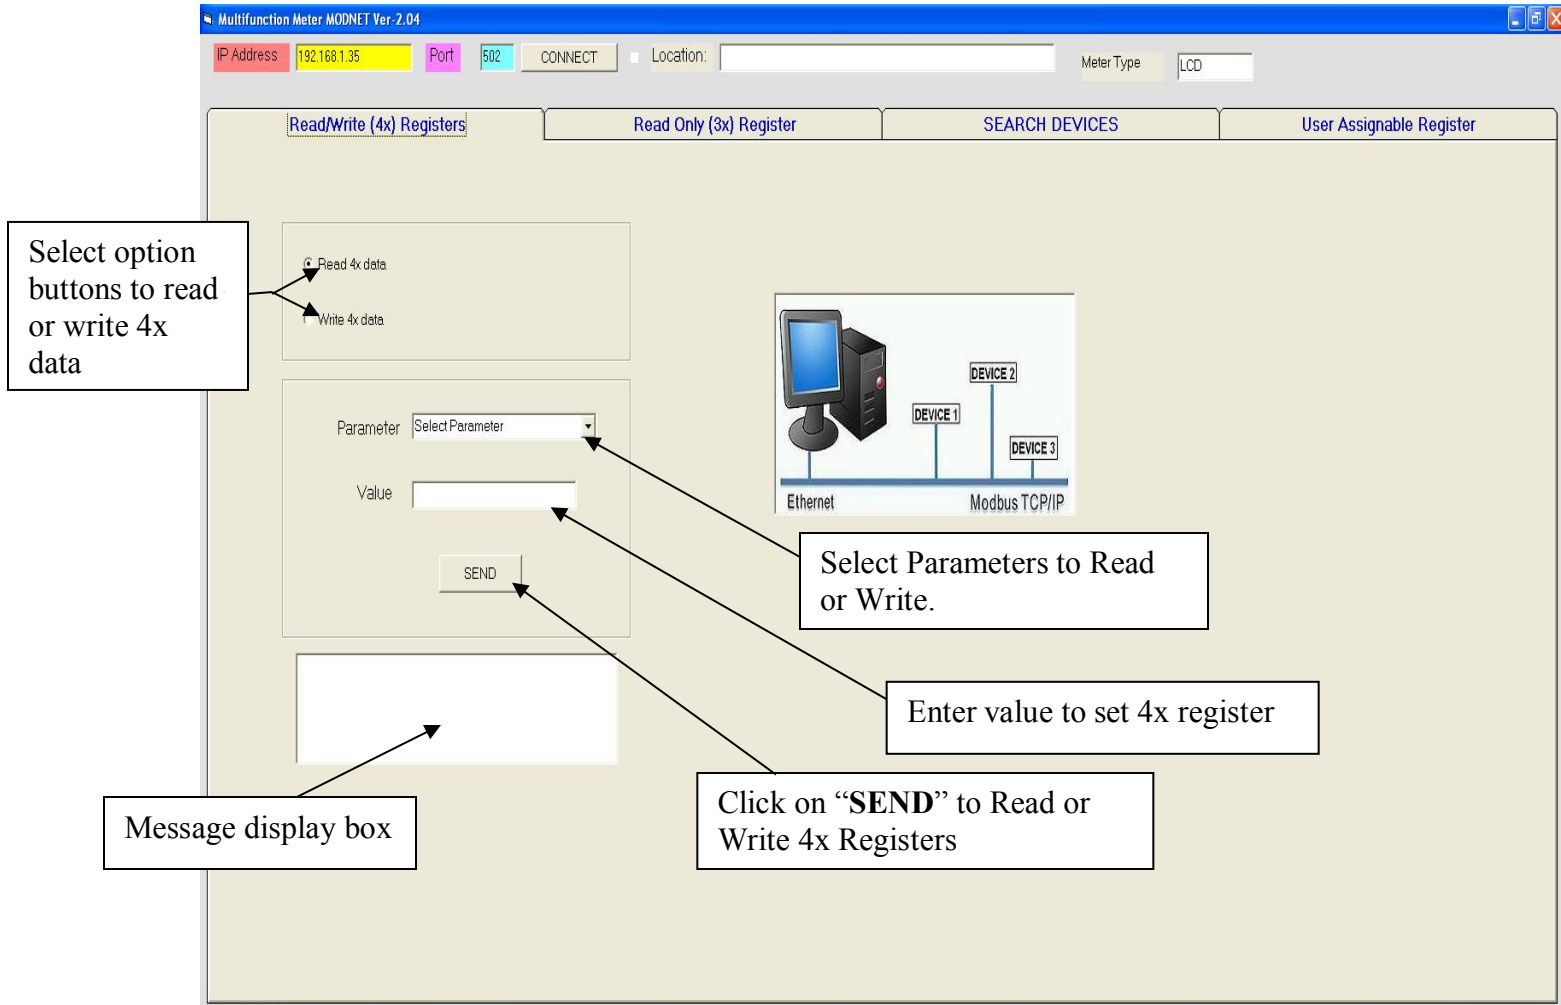 Multifunction Meter MODNET Ver-2.04
IP Address 192.168.1.35 Port 502 CONNECT Location: Meter Type LCD
Read/Write (4x) Registers Read Only (3x) Register SEARCH DEVICES User Assignable Register
Select option
buttons to read
or write 4x
data
Read 4x data
Write 4x data
Parameter Select Parameter
Value
SEND
DEVICE 2
DEVICE 1
DEVICE 3
Ethernet Modbus TCP/IP
Select Parameters to Read
or Write.
Enter value to set 4x register
Click on “SEND” to Read or
Write 4x Registers
Message display box